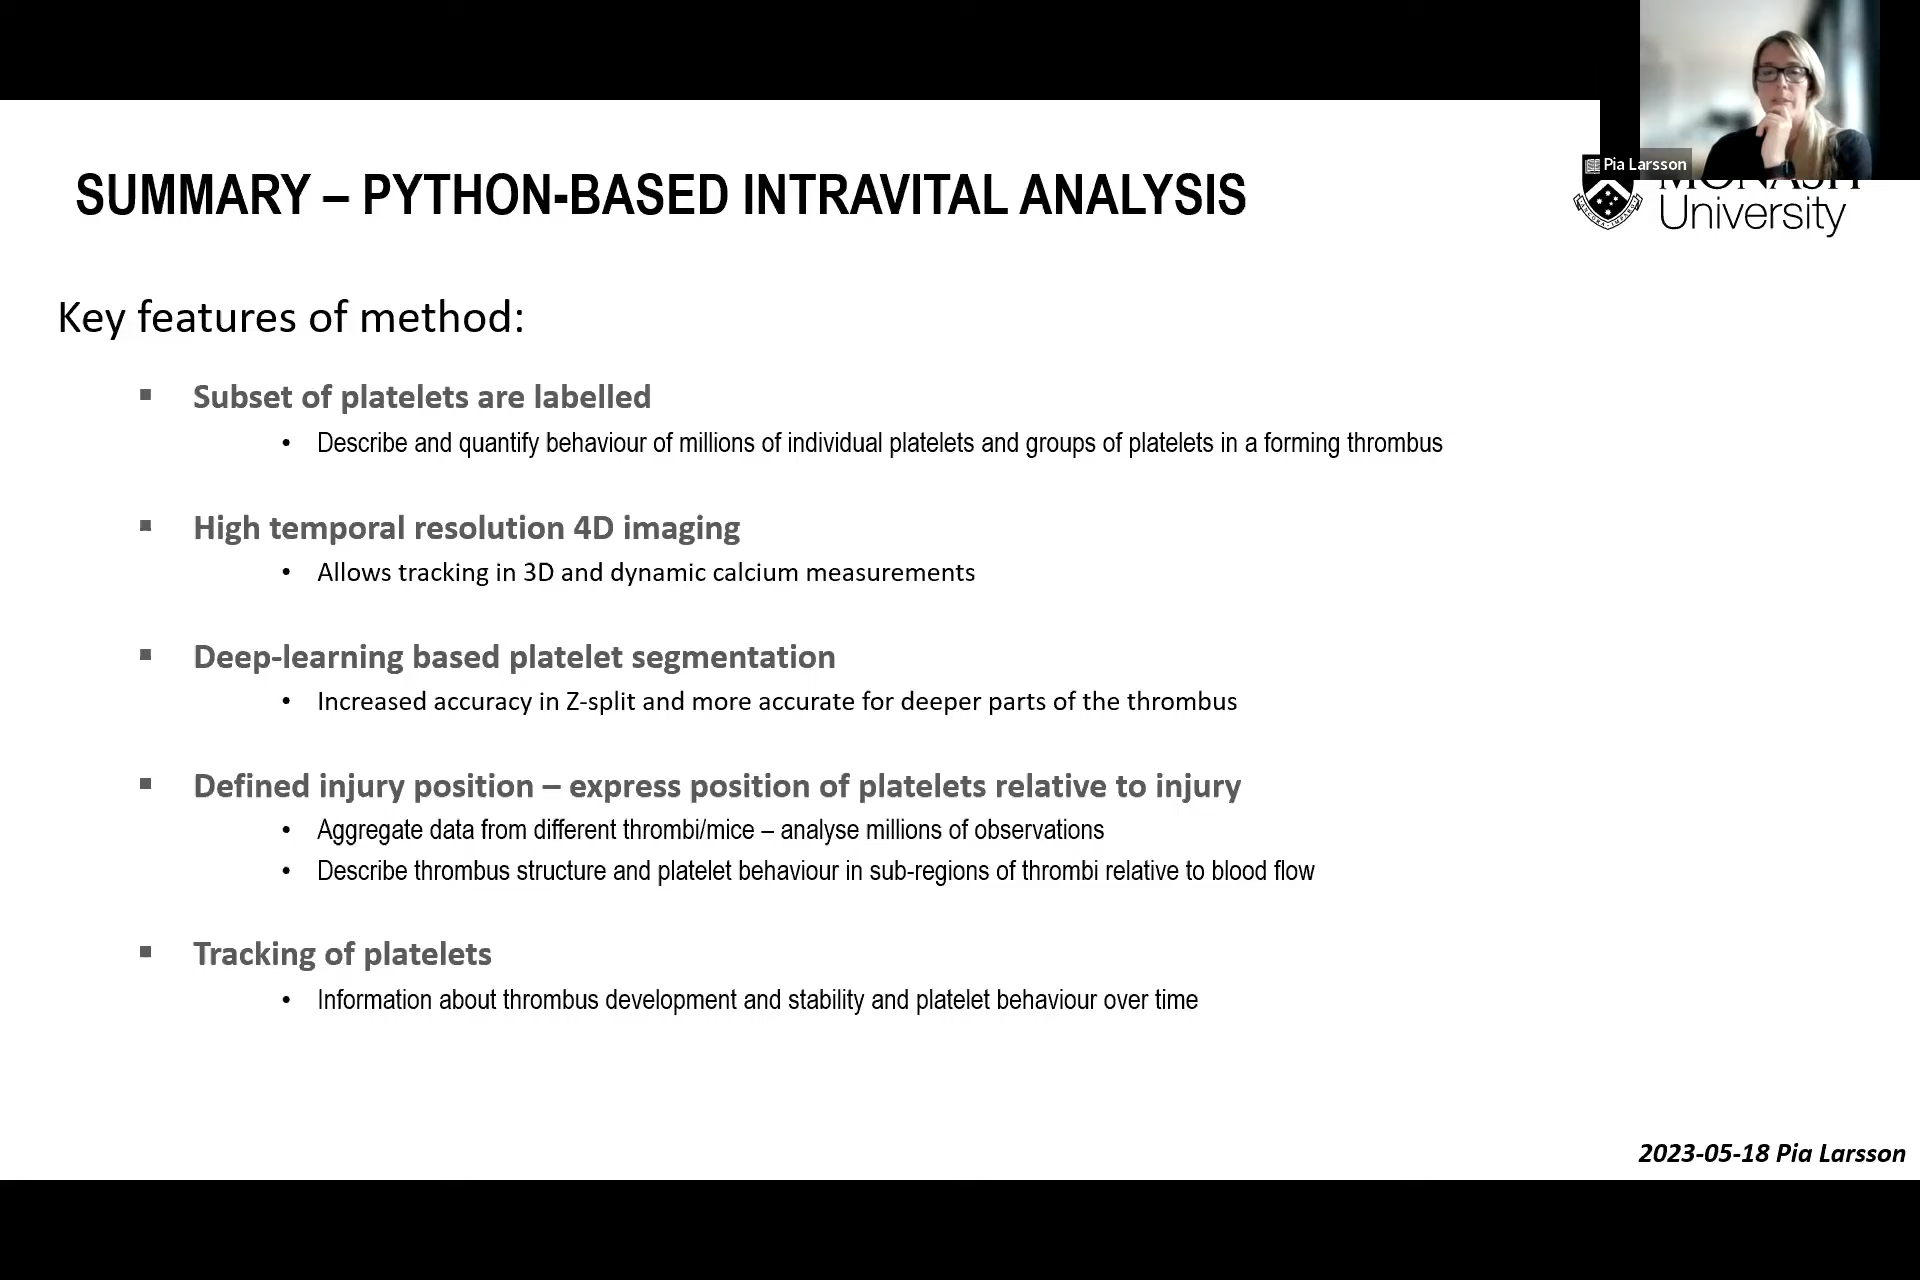 Pia Larsson
SUMMARY – PYTHON-BASED INTRAVITAL ANALYSIS
MONASH
University
Key features of method:
▪ Subset of platelets are labelled
• Describe and quantify behaviour of millions of individual platelets and groups of platelets in a forming thrombus
▪ High temporal resolution 4D imaging
• Allows tracking in 3D and dynamic calcium measurements
▪ Deep-learning based platelet segmentation
• Increased accuracy in Z-split and more accurate for deeper parts of the thrombus
▪ Defined injury position – express position of platelets relative to injury
• Aggregate data from different thrombi/mice – analyse millions of observations
• Describe thrombus structure and platelet behaviour in sub-regions of thrombi relative to blood flow
▪ Tracking of platelets
• Information about thrombus development and stability and platelet behaviour over time
2023-05-18 Pia Larsson